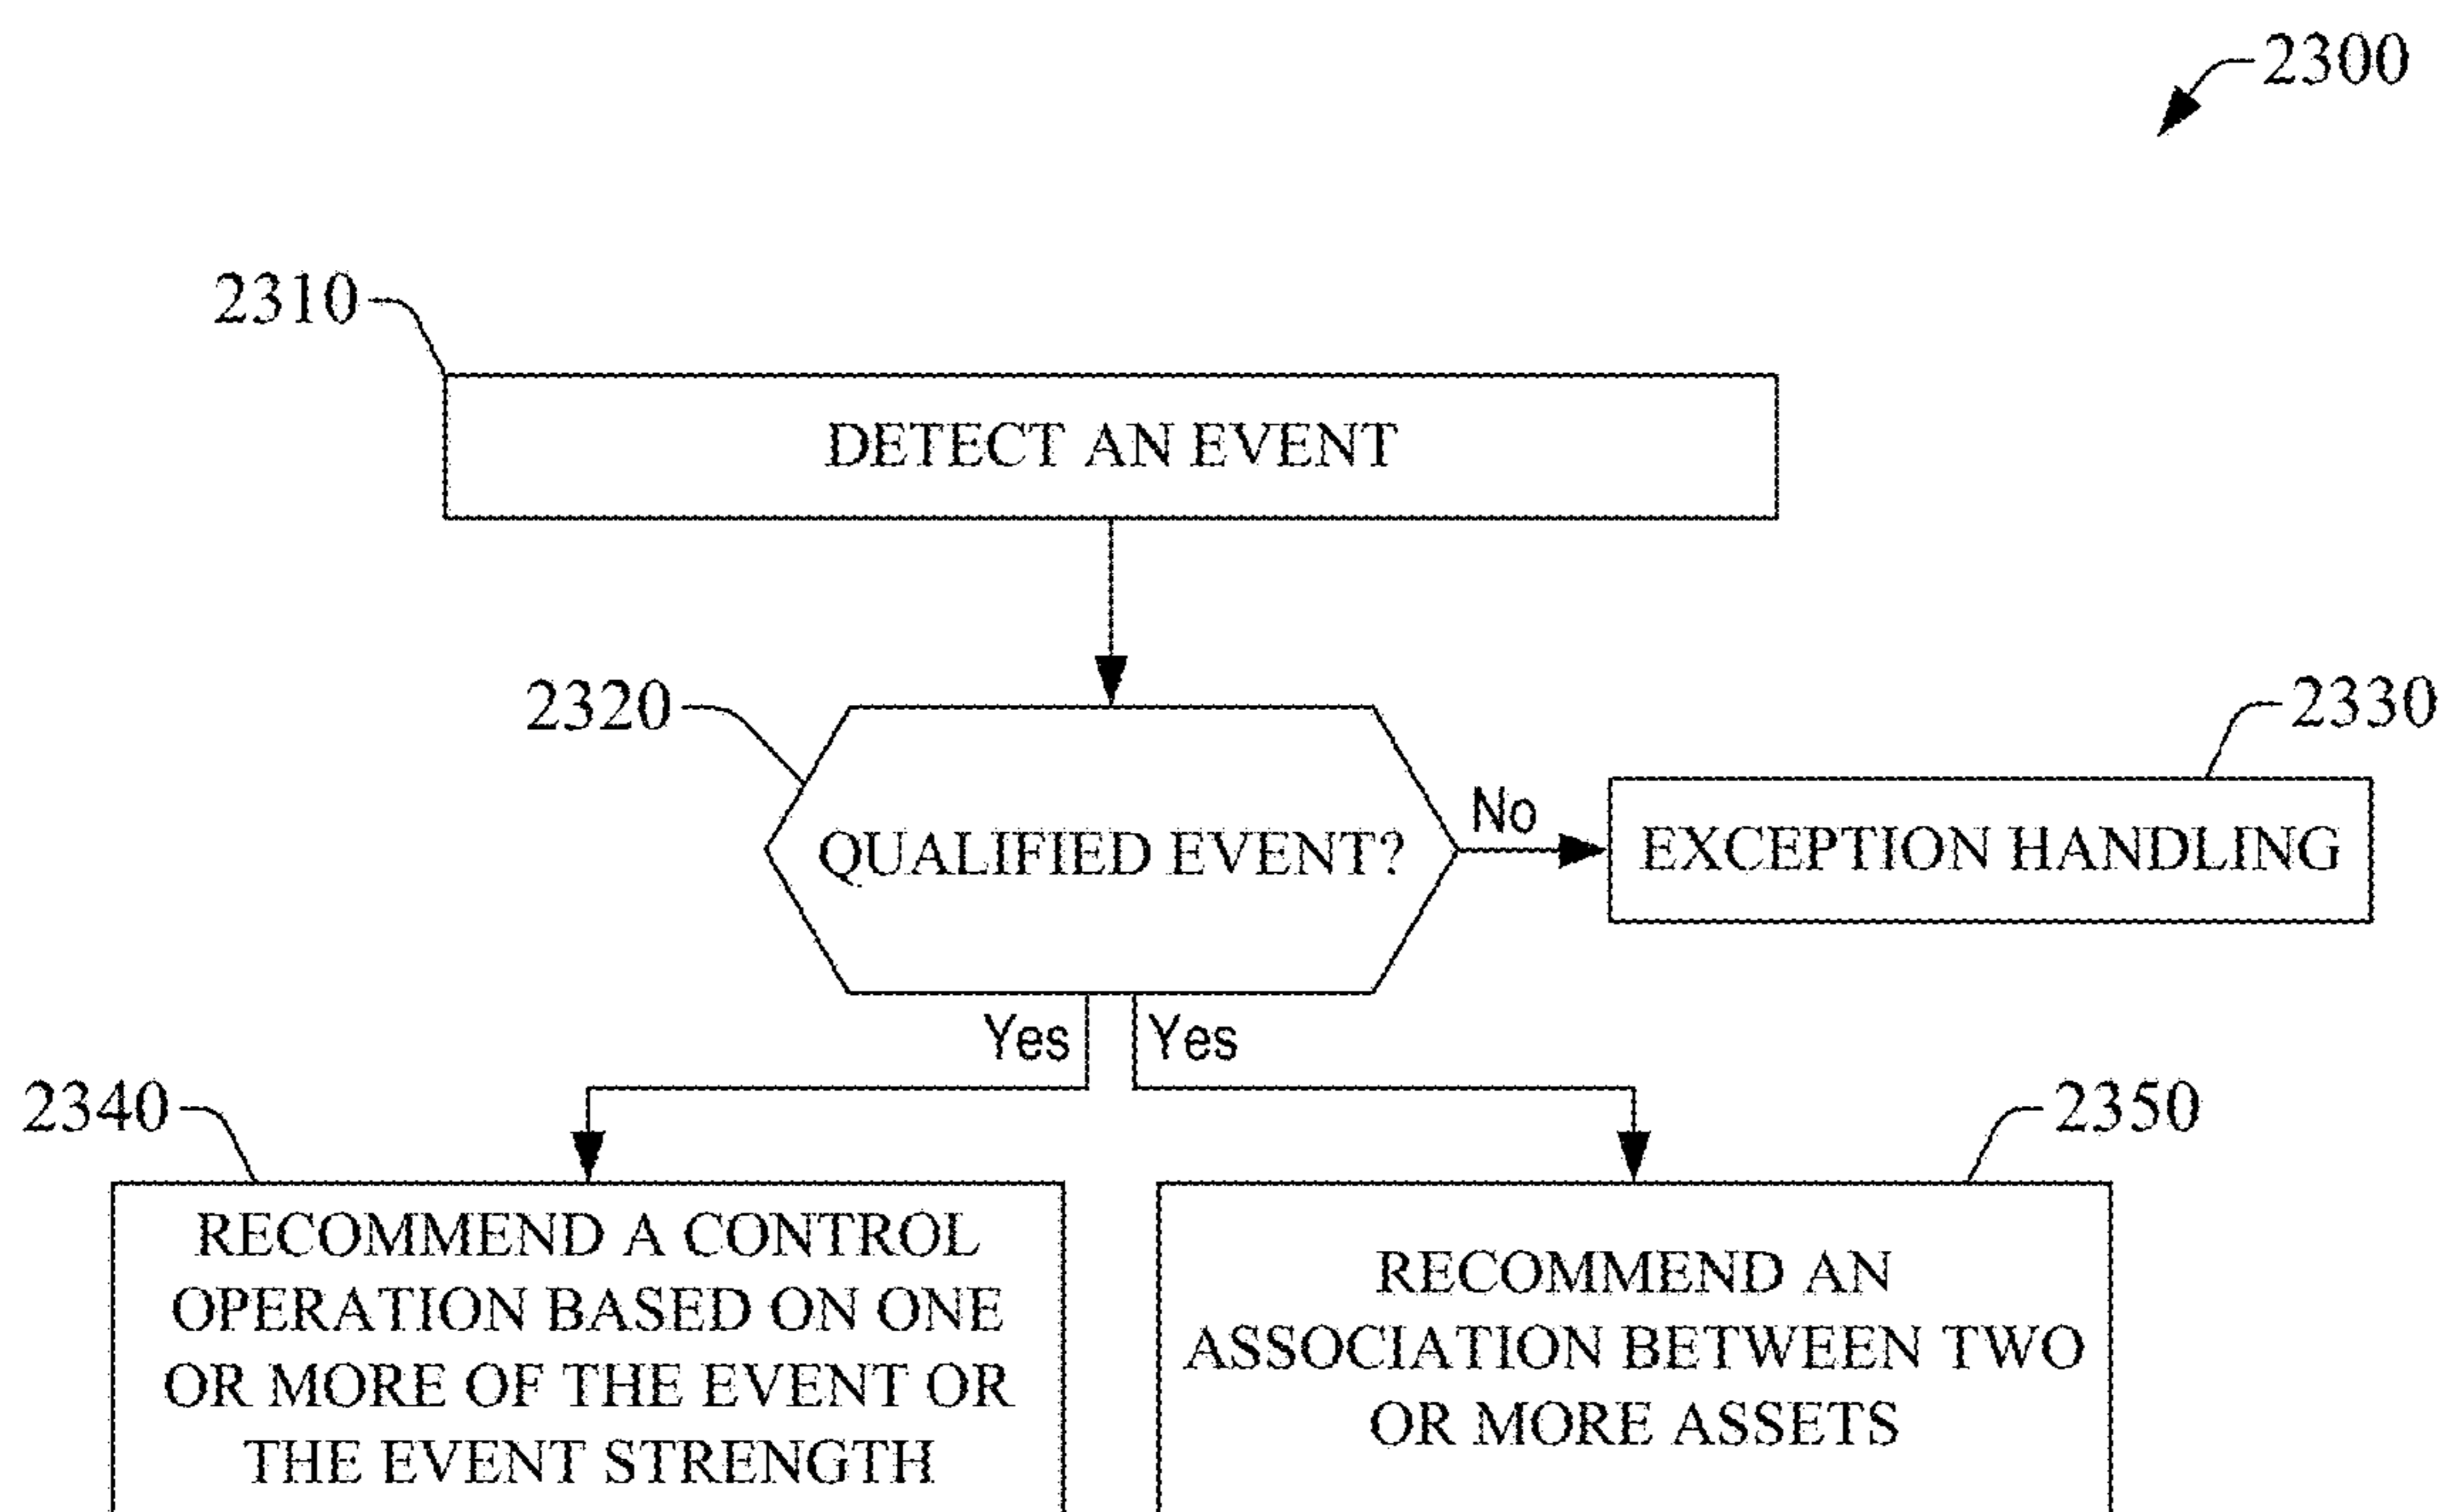 2300
2310
DETECT AN EVENT
2320
QUALIFIED EVENT?
No
2330
EXCEPTION HANDLING
Yes
Yes
2340
RECOMMEND A CONTROL
OPERATION BASED ON ONE
OR MORE OF THE EVENT OR
THE EVENT STRENGTH
2350
RECOMMEND AN
ASSOCIATION BETWEEN TWO
OR MORE ASSETS